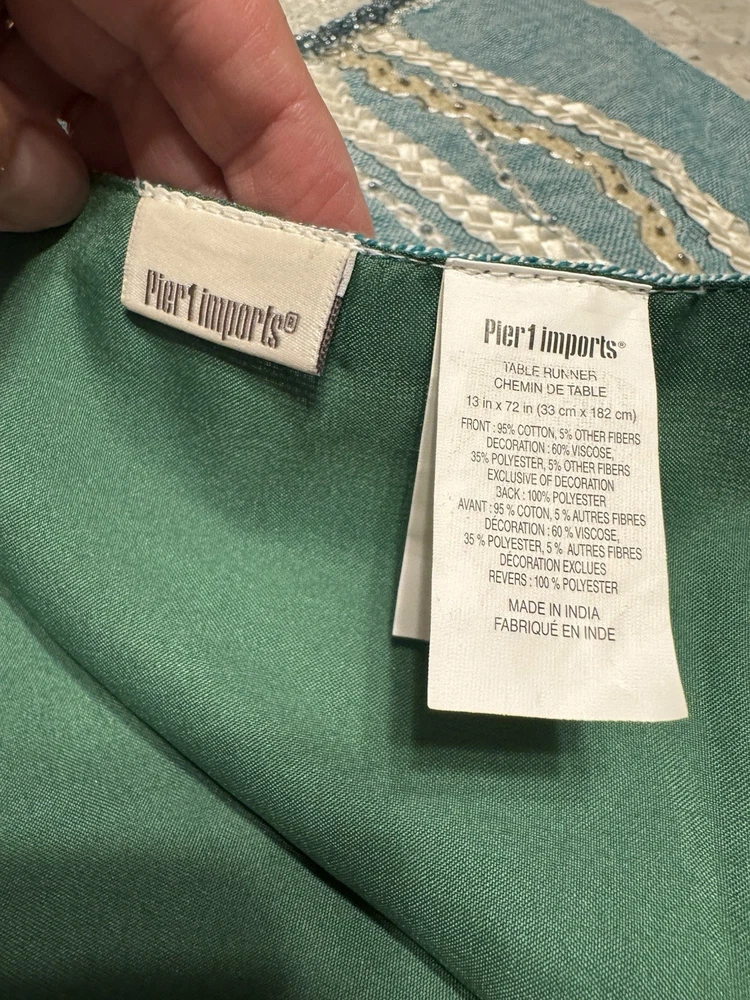 Pier1 imports®
Pier1 imports®
TABLE RUNNER
CHEMIN DE TABLE
13 in x 72 in (33 cm x 182 cm)
FRONT : 95% COTTON, 5% OTHER FIBERS
DECORATION : 60% VISCOSE,
35% POLYESTER, 5% OTHER FIBERS
EXCLUSIVE OF DECORATION
BACK : 100% POLYESTER
AVANT : 95 % COTON, 5 % AUTRES FIBRES
DÉCORATION : 60 % VISCOSE,
35 % POLYESTER, 5 % AUTRES FIBRES
DÉCORATION EXCLUES
REVERS : 100 % POLYESTER
MADE IN INDIA
FABRIQUÉ EN INDE